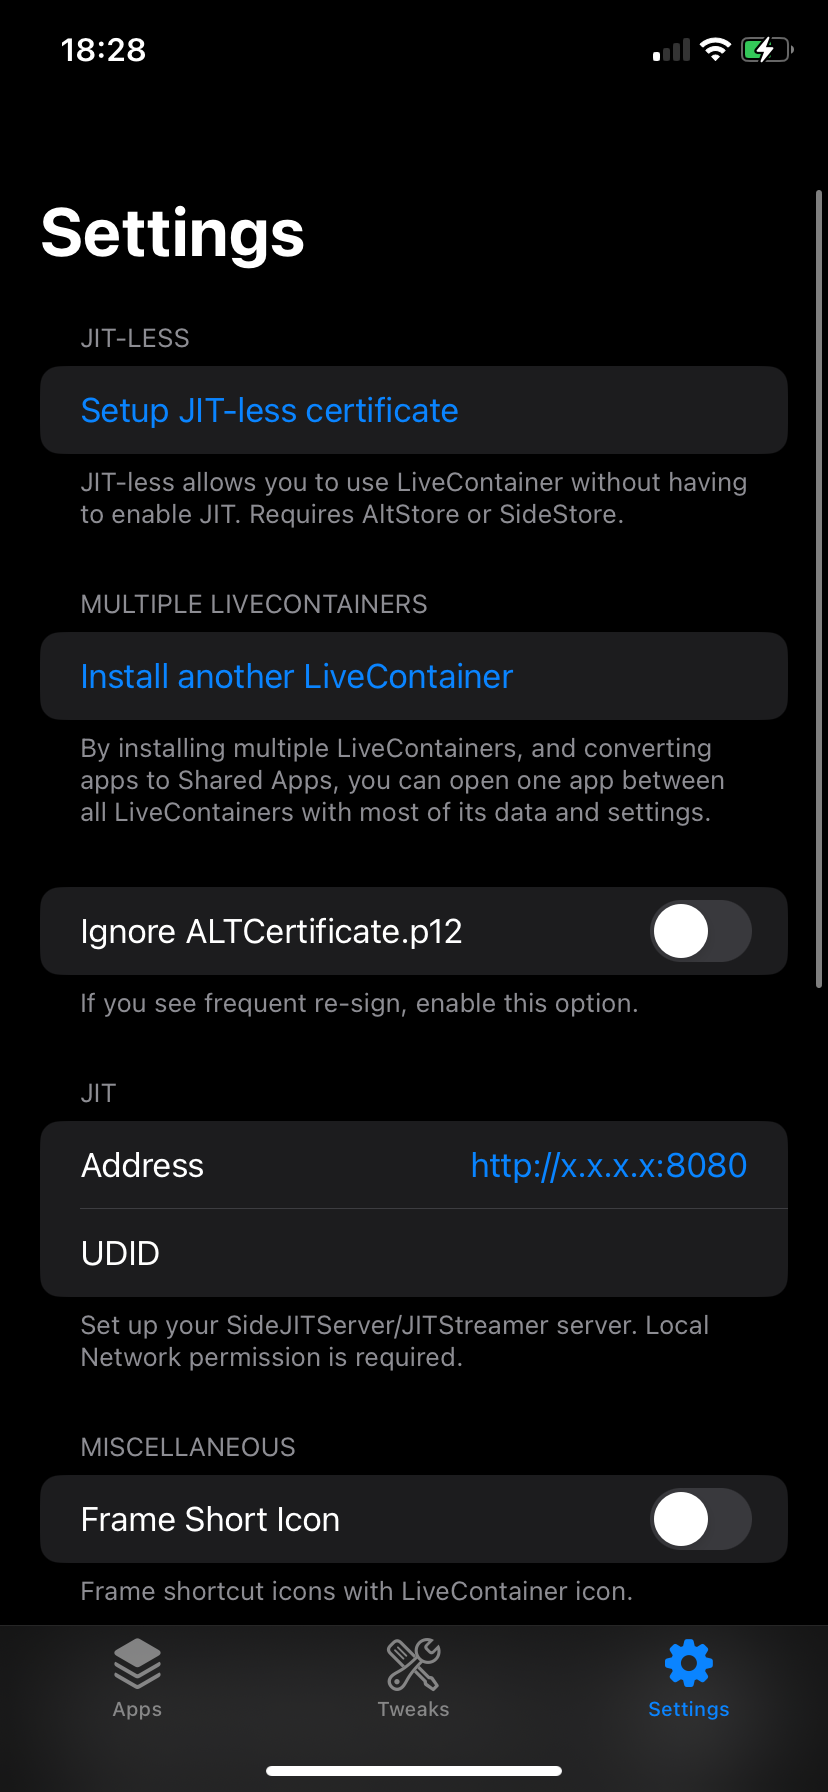 18:28
Settings
JIT-LESS
Setup JIT-less certificate
JIT-less allows you to use LiveContainer without having
to enable JIT. Requires AltStore or SideStore.
MULTIPLE LIVECONTAINERS
Install another LiveContainer
By installing multiple LiveContainers, and converting
apps to Shared Apps, you can open one app between
all LiveContainers with most of its data and settings.
Ignore ALTCertificate.p12
If you see frequent re-sign, enable this option.
JIT
Address http://x.x.x.x:8080
UDID
Set up your SideJITServer/JITStreamer server. Local
Network permission is required.
MISCELLANEOUS
Frame Short Icon
Frame shortcut icons with LiveContainer icon.
Apps Tweaks Settings